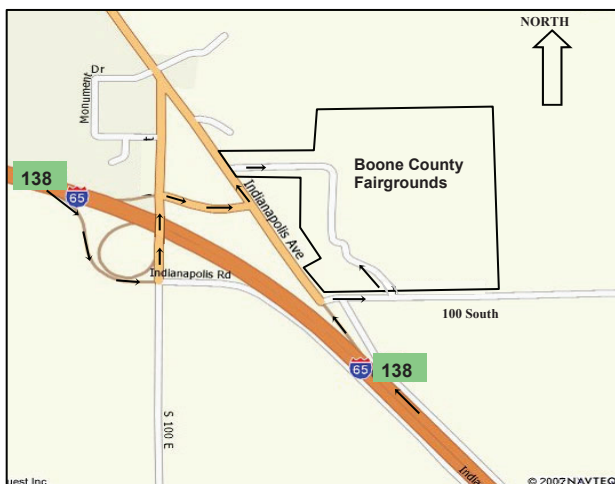 NORTH
Monument Dr
138
65
Boone County
Fairgrounds
Indianapolis Ave
Indianapolis Rd
100 South
65
138
S 100 E
uest Inc
© 2007 NAVTEQ